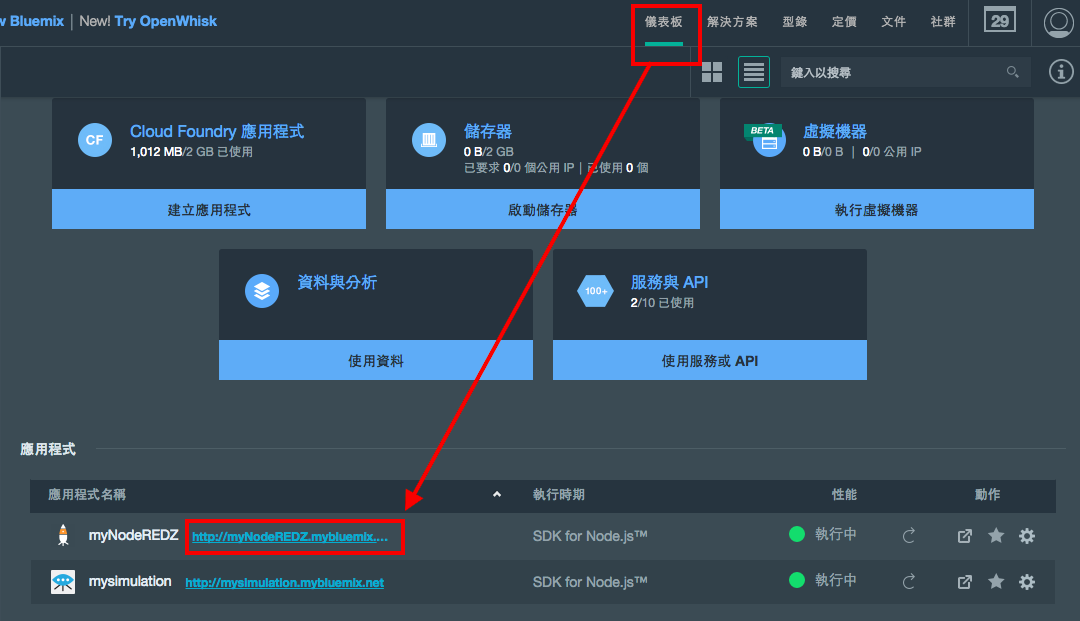 w Bluemix | New! Try OpenWhisk
儀表板 解決方案 型錄 定價 文件 社群 29
鍵入以搜尋
CF Cloud Foundry 應用程式
1,012 MB/2 GB 已使用
建立應用程式
儲存器
0 B/2 GB
已要求 0/0 個公用 IP | 已使用 0 個
啟動儲存器
BETA 虛擬機器
0 B/0 B | 0/0 公用 IP
執行虛擬機器
資料與分析
使用資料
100+ 服務與 API
2/10 已使用
使用服務或 API
應用程式
應用程式名稱 執行時期 性能 動作
myNodeREDZ http://myNodeREDZ.mybluemix.... SDK for Node.js™ 執行中
mysimulation http://mysimulation.mybluemix.net SDK for Node.js™ 執行中